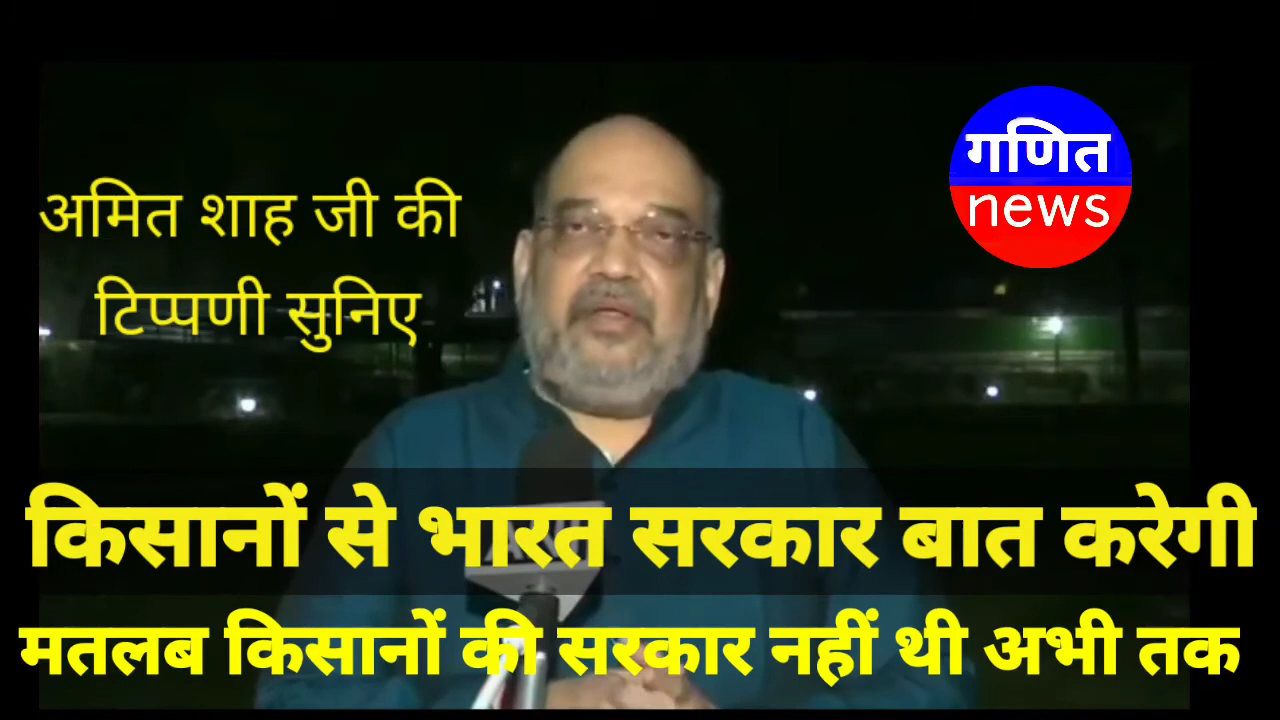 गणित
news
अमित शाह जी की
टिप्पणी सुनिए
किसानों से भारत सरकार बात करेगी
मतलब किसानों की सरकार नहीं थी अभी तक